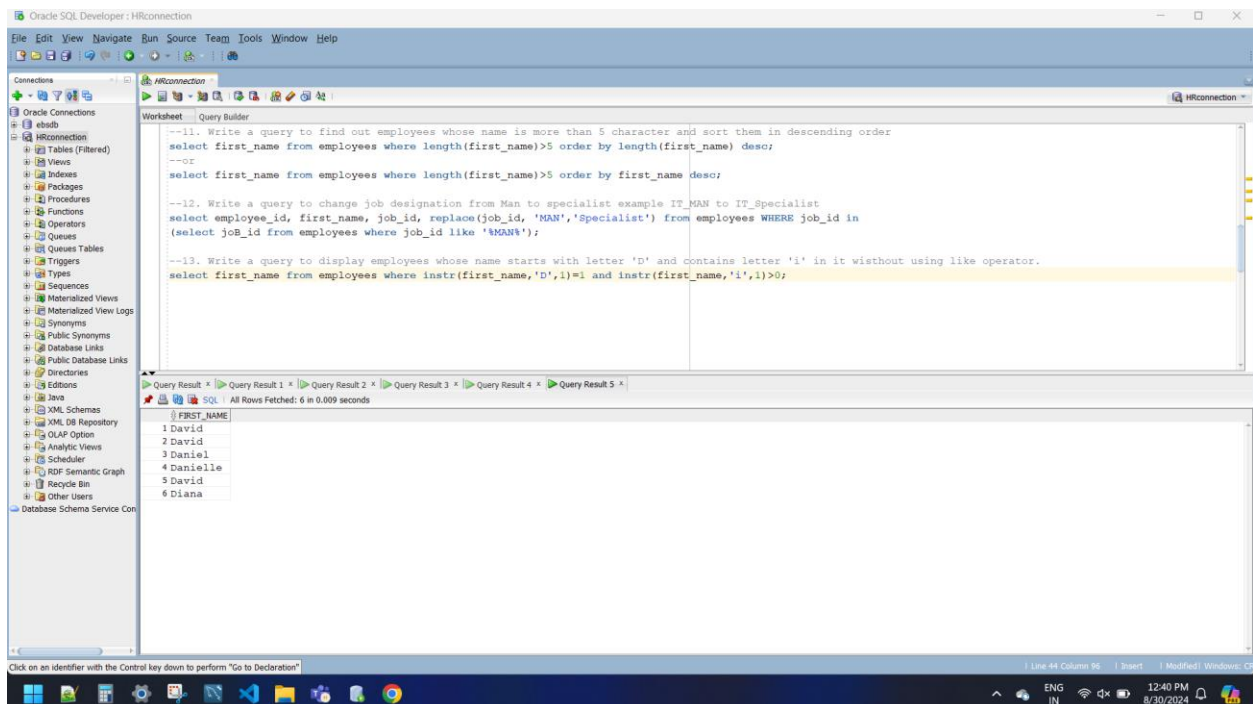 Oracle SQL Developer : HRconnection
File Edit View Navigate Run Source Team Tools Window Help
Connections
HRconnection
HRconnection
Oracle Connections
ebsdb
HRconnection
Tables (Filtered)
Views
Indexes
Packages
Procedures
Functions
Operators
Queues
Queues Tables
Triggers
Types
Sequences
Materialized Views
Materialized View Logs
Synonyms
Public Synonyms
Database Links
Public Database Links
Directories
Editions
Java
XML Schemas
XML DB Repository
OLAP Option
Analytic Views
Scheduler
RDF Semantic Graph
Recycle Bin
Other Users
Database Schema Service Con
Worksheet Query Builder
--11. Write a query to find out employees whose name is more than 5 character and sort them in descending order
select first_name from employees where length(first_name)>5 order by length(first_name) desc;
--or
select first_name from employees where length(first_name)>5 order by first_name desc;
--12. Write a query to change job designation from Man to specialist example IT_MAN to IT_Specialist
select employee_id, first_name, job_id, replace(job_id, 'MAN','Specialist') from employees WHERE job_id in
(select joB_id from employees where job_id like '%MAN%');
--13. Write a query to display employees whose name starts with letter 'D' and contains letter 'i' in it wisthout using like operator.
select first_name from employees where instr(first_name,'D',1)=1 and instr(first_name,'i',1)>0;
Query Result × Query Result 1 × Query Result 2 × Query Result 3 × Query Result 4 × Query Result 5 ×
SQL | All Rows Fetched: 6 in 0.009 seconds
FIRST_NAME
1 David
2 David
3 Daniel
4 Danielle
5 David
6 Diana
Click on an identifier with the Control key down to perform "Go to Declaration"
Line 44 Column 96 | Insert | Modified| Windows: CR
ENG
IN
12:40 PM
8/30/2024